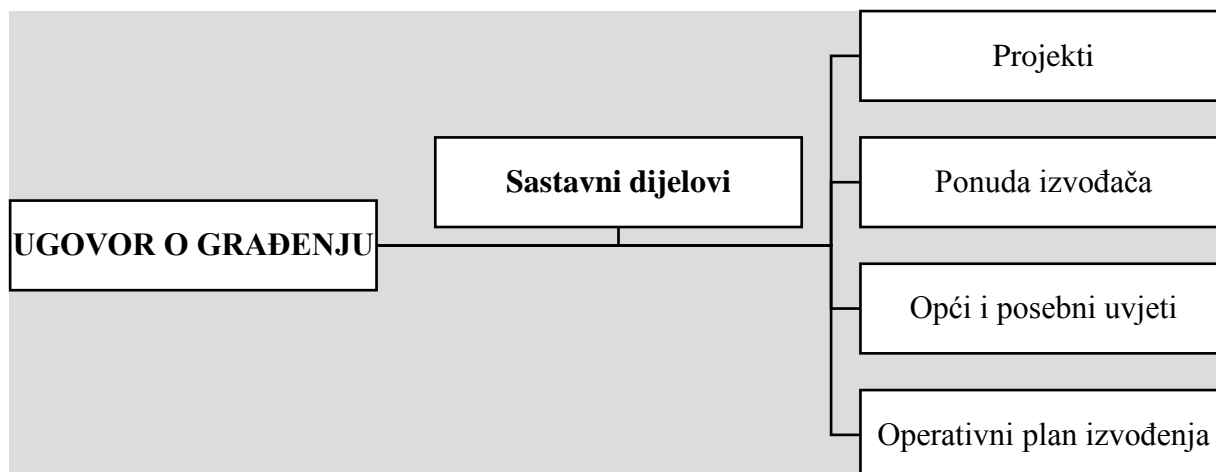 Projekti
Sastavni dijelovi
Ponuda izvođača
UGOVOR O GRAĐENJU
Opći i posebni uvjeti
Operativni plan izvođenja